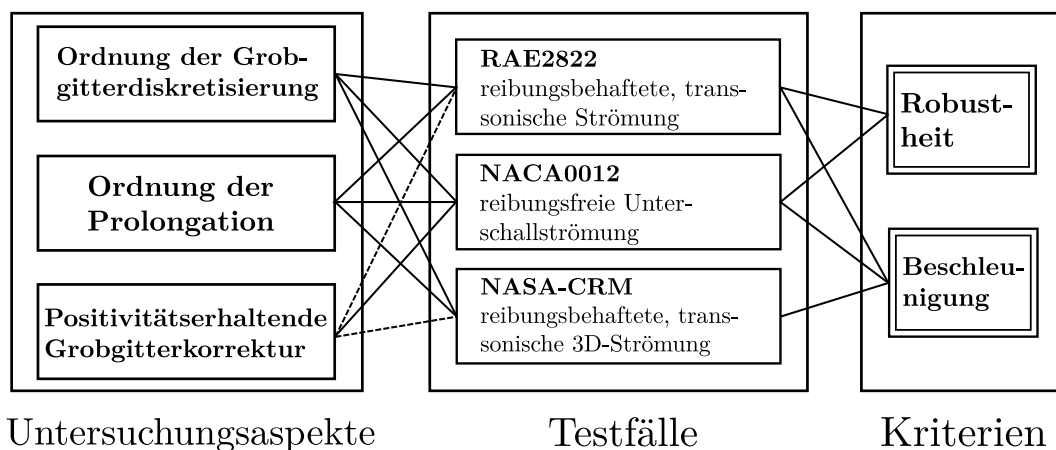 Ordnung der Grob-
gitterdiskretisierung
Ordnung der
Prolongation
Positivitätserhaltende
Grobgitterkorrektur
Untersuchungsaspekte
RAE2822
reibungsbehaftete, trans-
sonische Strömung
NACA0012
reibungsfreie Unter-
schallströmung
NASA-CRM
reibungsbehaftete, trans-
sonische 3D-Strömung
Testfälle
Robust-
heit
Beschleu-
nigung
Kriterien